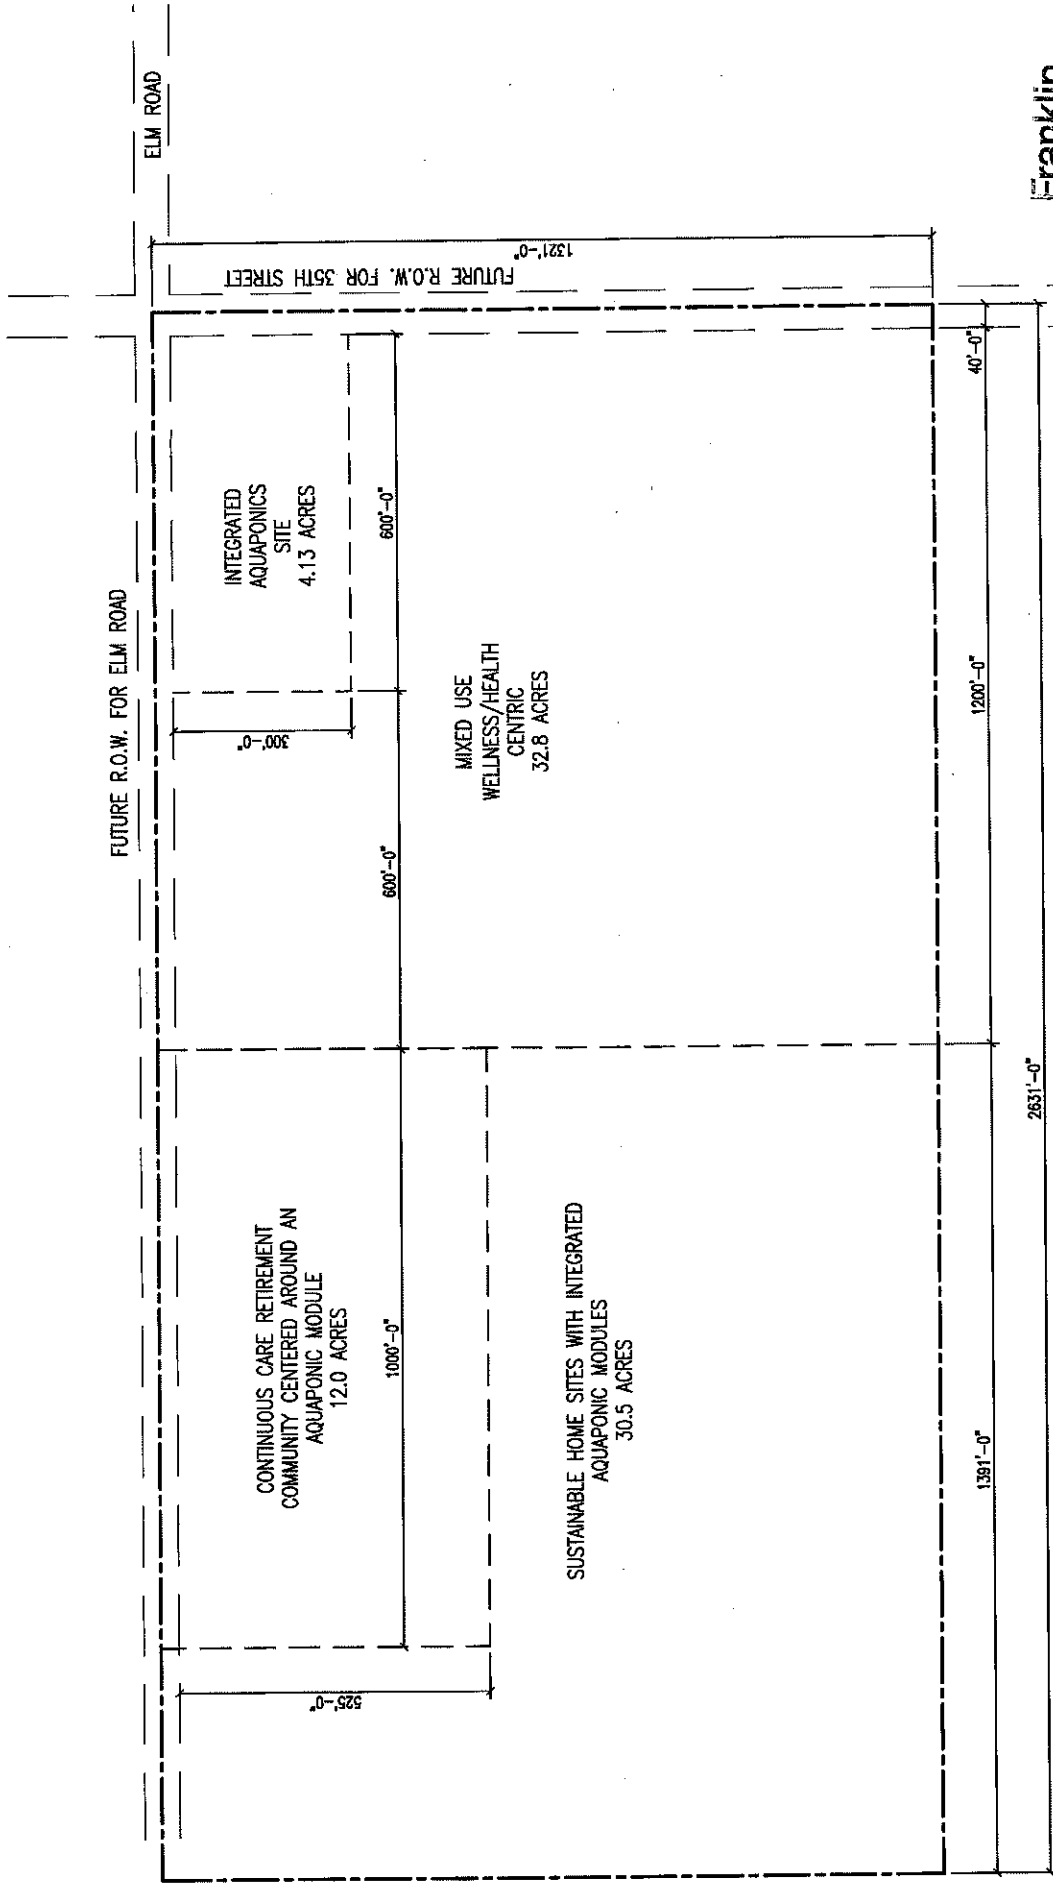 ELM ROAD
FUTURE R.O.W. FOR ELM ROAD
FUTURE R.O.W. FOR 35TH STREET
1321'-0"
INTEGRATED
AQUAPONICS
SITE
4.13 ACRES
600'-0"
300'-0"
MIXED USE
WELLNESS/HEALTH
CENTRIC
32.8 ACRES
600'-0"
CONTINUOUS CARE RETIREMENT
COMMUNITY CENTERED AROUND AN
AQUAPONIC MODULE
12.0 ACRES
1000'-0"
525'-0"
SUSTAINABLE HOME SITES WITH INTEGRATED
AQUAPONIC MODULES
30.5 ACRES
40'-0"
1200'-0"
1391'-0"
2631'-0"
Franklin